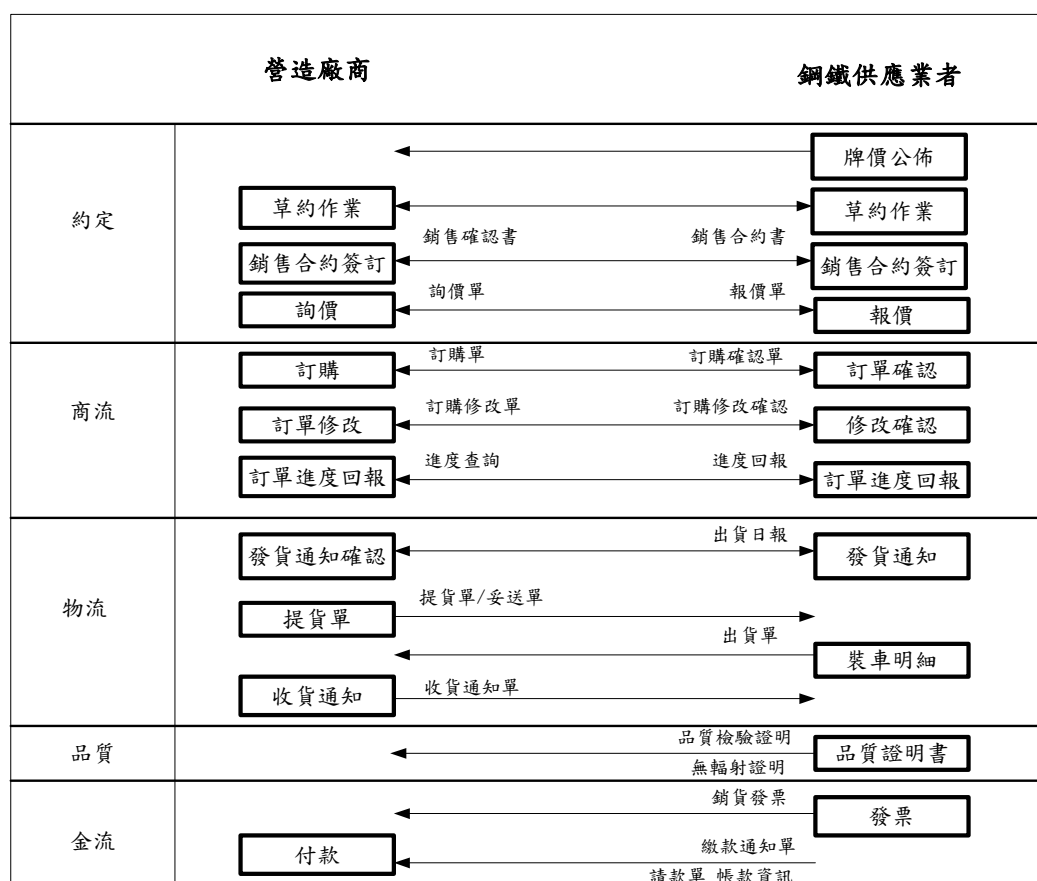 營造廠商 鋼鐵供應業者
牌價公佈
約定
草約作業 草約作業
銷售確認書 銷售合約書
銷售合約簽訂 銷售合約簽訂
詢價單 報價單
詢價 報價
訂購單 訂購確認單
訂購 訂單確認
商流
訂購修改單 訂購修改確認
訂單修改 修改確認
進度查詢 進度回報
訂單進度回報 訂單進度回報
出貨日報
發貨通知確認 發貨通知
物流
提貨單/妥送單
提貨單
出貨單
裝車明細
收貨通知 收貨通知單
品質檢驗證明
品質 品質證明書
無輻射證明
銷貨發票
發票
金流
繳款通知單
付款
請款單 帳款資訊